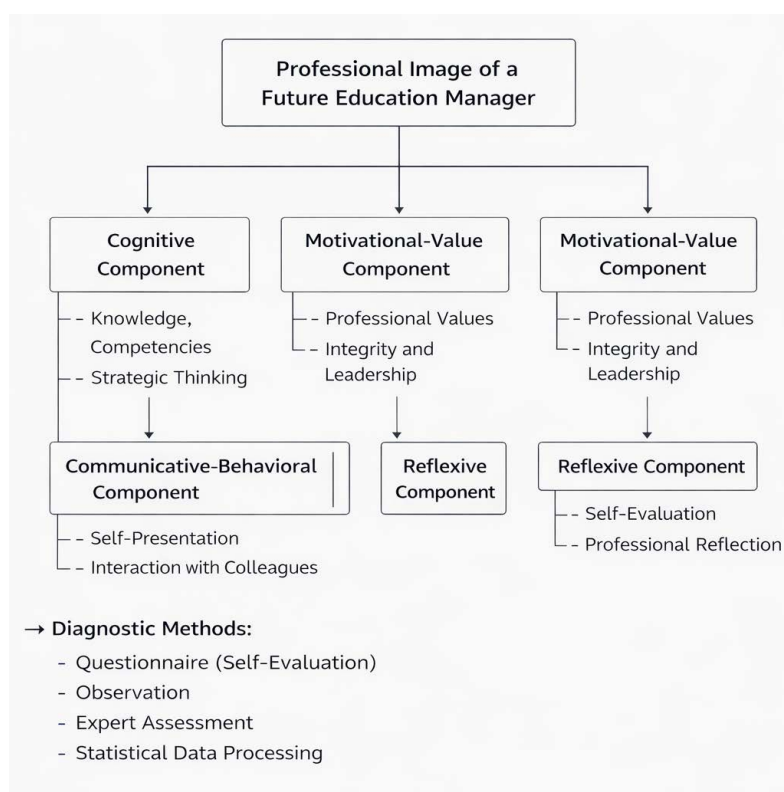 Professional Image of a
Future Education Manager
Cognitive
Component
- Knowledge,
Competencies
- Strategic Thinking
Motivational-Value
Component
- Professional Values
- Integrity and
Leadership
Motivational-Value
Component
- Professional Values
- Integrity and
Leadership
Communicative-Behavioral
Component
- Self-Presentation
- Interaction with Colleagues
Reflexive
Component
Reflexive Component
- Self-Evaluation
- Professional Reflection
→ Diagnostic Methods:
- Questionnaire (Self-Evaluation)
- Observation
- Expert Assessment
- Statistical Data Processing